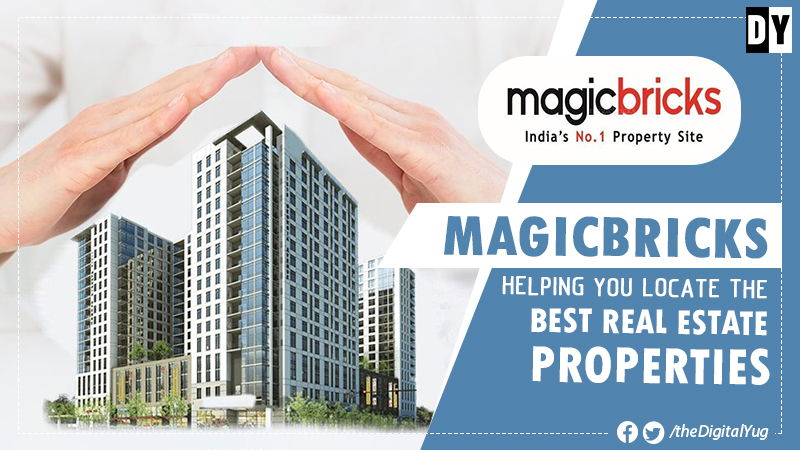 DY
magicbricks
India's No.1 Property Site
MAGICBRICKS
HELPING YOU LOCATE THE
BEST REAL ESTATE
PROPERTIES
/theDigitalYug